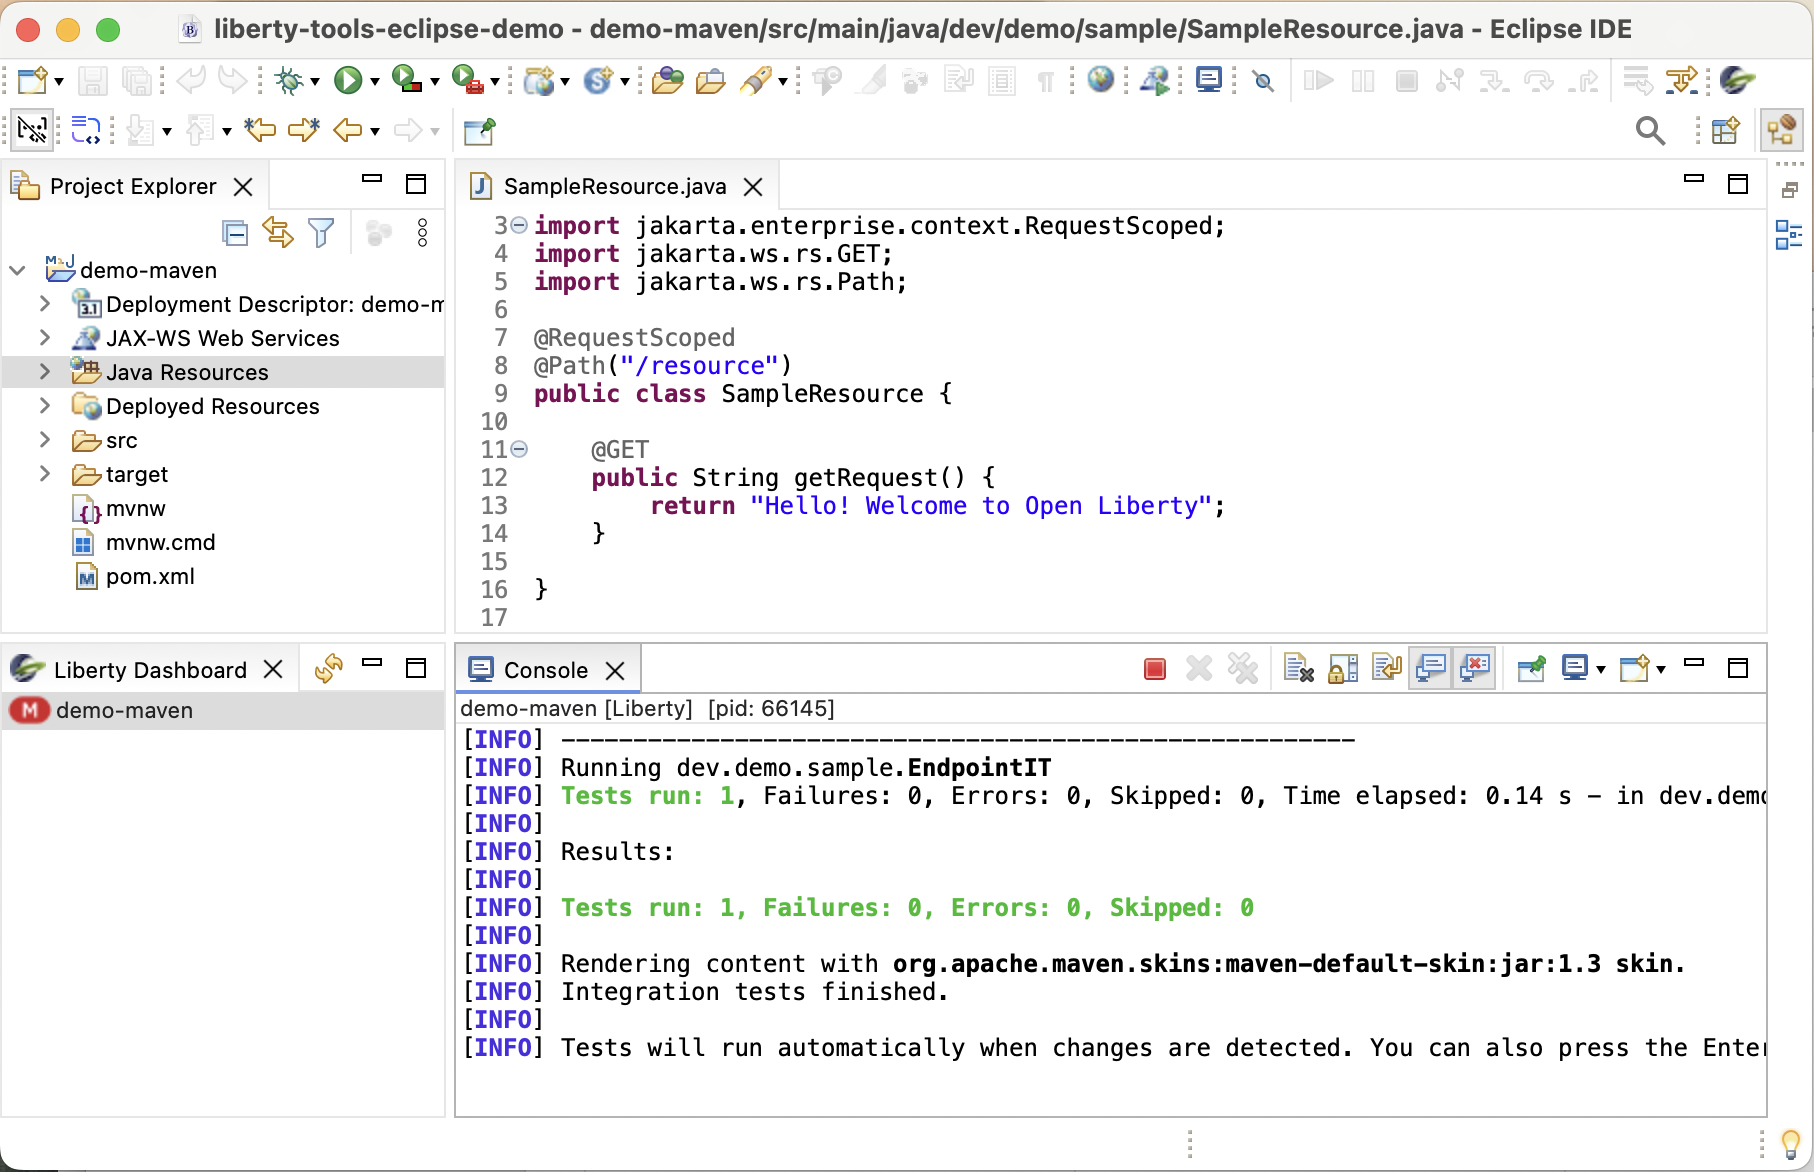 liberty-tools-eclipse-demo - demo-maven/src/main/java/dev/demo/sample/SampleResource.java - Eclipse IDE
Project Explorer
demo-maven
Deployment Descriptor: demo-m
JAX-WS Web Services
Java Resources
Deployed Resources
src
target
mvnw
mvnw.cmd
pom.xml
SampleResource.java
3 import jakarta.enterprise.context.RequestScoped;
4 import jakarta.ws.rs.GET;
5 import jakarta.ws.rs.Path;
6
7 @RequestScoped
8 @Path("/resource")
9 public class SampleResource {
10
11 @GET
12 public String getRequest() {
13 return "Hello! Welcome to Open Liberty";
14 }
15
16 }
17
Liberty Dashboard
M demo-maven
Console
demo-maven [Liberty] [pid: 66145]
[INFO] -------------------------------------------------------
[INFO] Running dev.demo.sample.EndpointIT
[INFO] Tests run: 1, Failures: 0, Errors: 0, Skipped: 0, Time elapsed: 0.14 s - in dev.demo
[INFO]
[INFO] Results:
[INFO]
[INFO] Tests run: 1, Failures: 0, Errors: 0, Skipped: 0
[INFO]
[INFO] Rendering content with org.apache.maven.skins:maven-default-skin:jar:1.3 skin.
[INFO] Integration tests finished.
[INFO]
[INFO] Tests will run automatically when changes are detected. You can also press the Enter